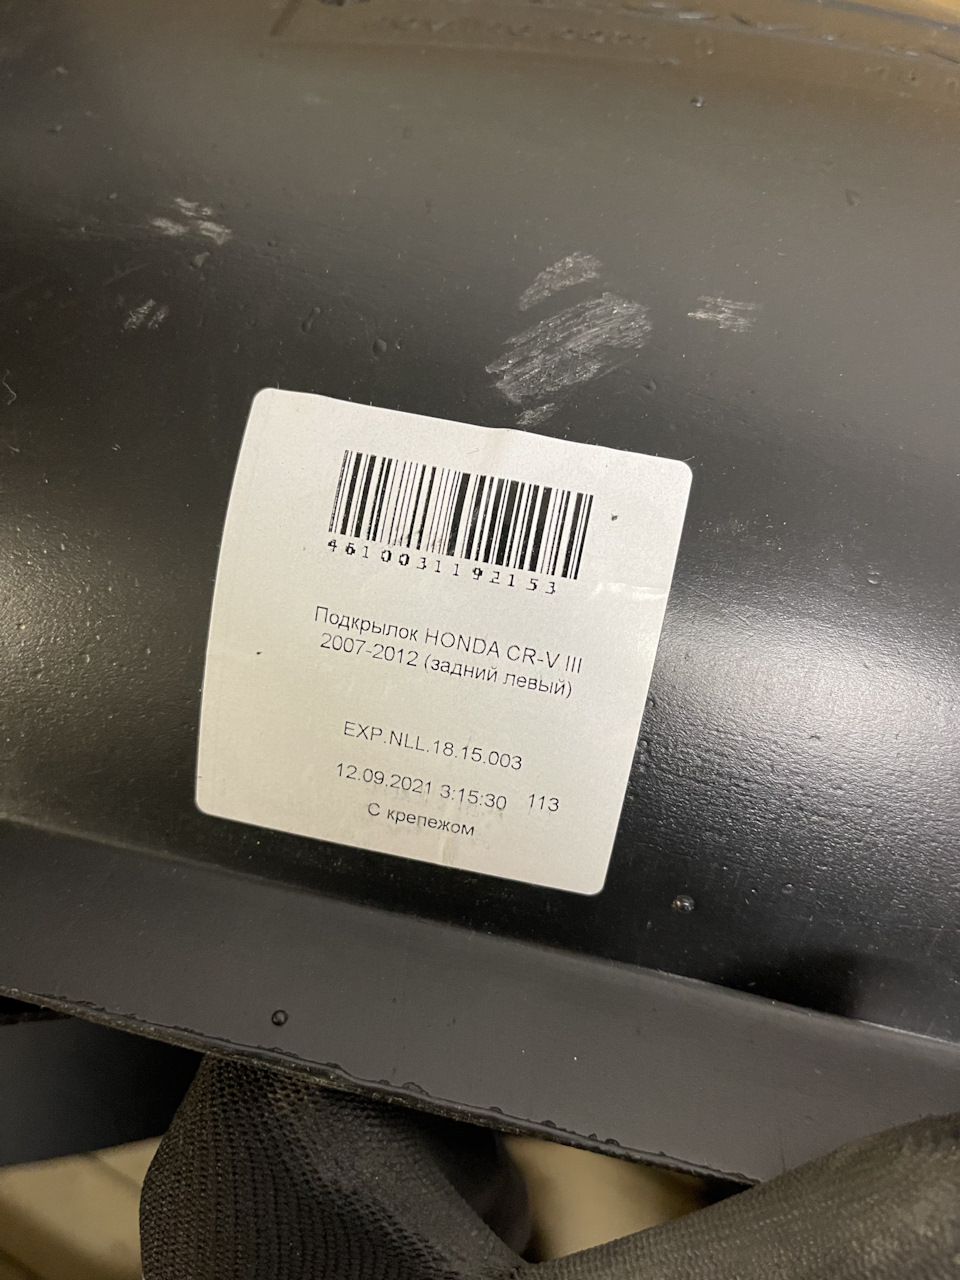 4610031192153
Подкрылок HONDA CR-V III
2007-2012 (задний левый)
EXP.NLL.18.15.003
12.09.2021 3:15:30 113
С крепежом